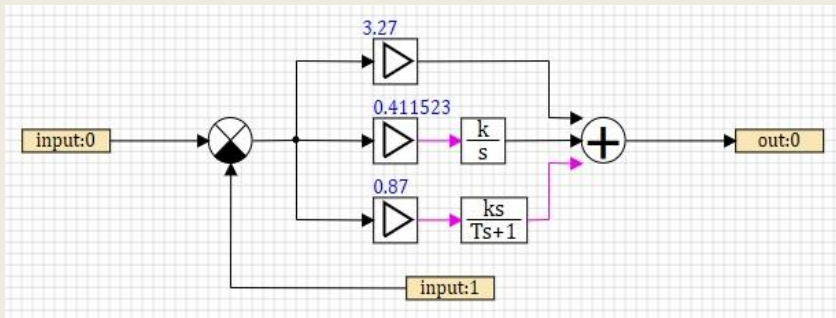 3.27
input:0
0.411523
k
s
+
out:0
0.87
ks
Ts+1
input:1